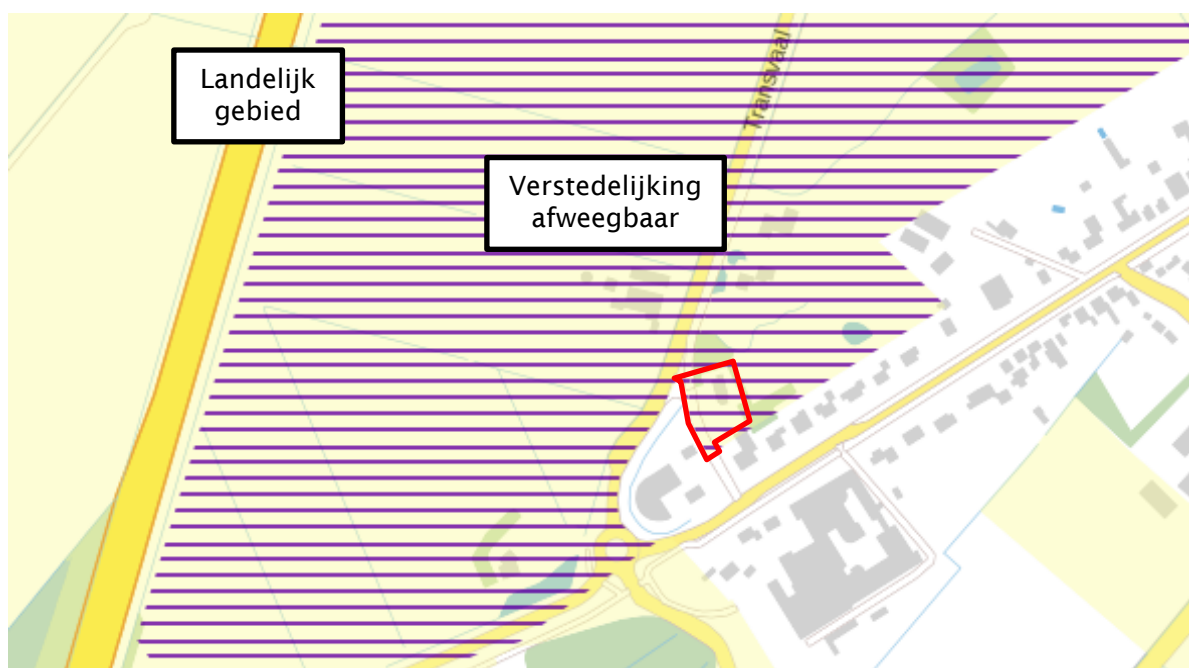 Landelijk
gebied
Transvaal
Verstedelijking
afweegbaar